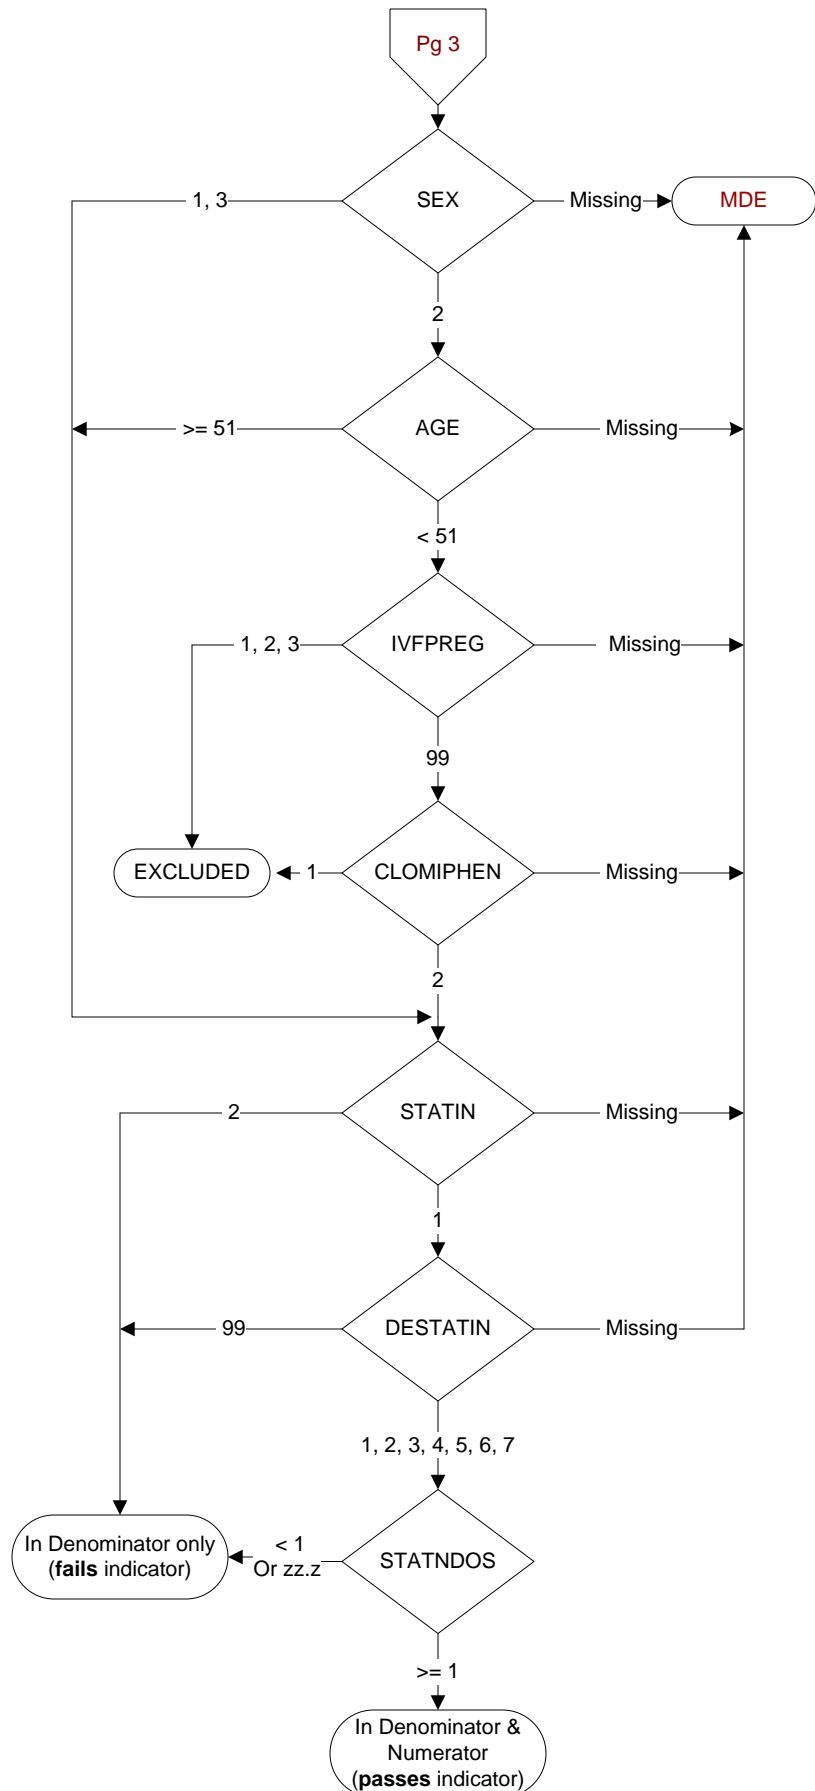 Pg 3
1, 3
SEX
Missing
MDE
2
>= 51
AGE
Missing
< 51
1, 2, 3
IVFPREG
Missing
99
EXCLUDED
1
CLOMIPHEN
Missing
2
2
STATIN
Missing
1
99
DESTATIN
Missing
1, 2, 3, 4, 5, 6, 7
In Denominator only
(fails indicator)
< 1
Or zz.z
STATNDOS
>= 1
In Denominator &
Numerator
(passes indicator)